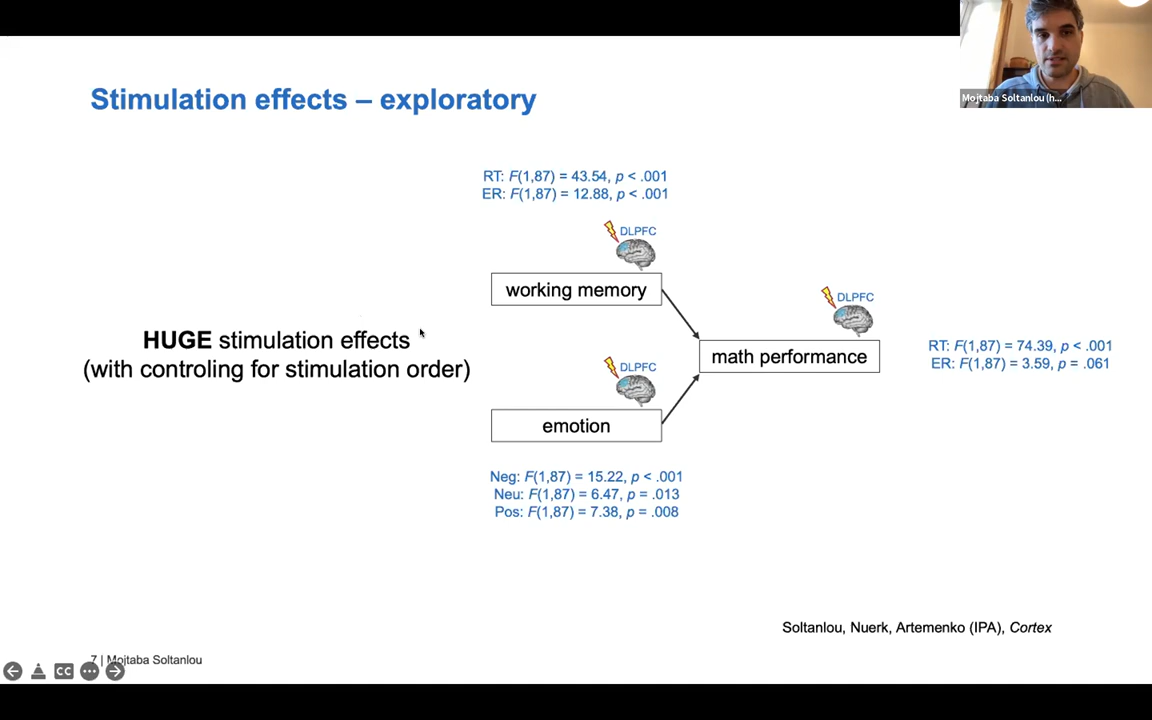 Mojtaba Soltanlou (h...
Stimulation effects – exploratory
RT: F(1,87) = 43.54, p < .001
ER: F(1,87) = 12.88, p < .001
DLPFC
working memory
DLPFC
math performance
RT: F(1,87) = 74.39, p < .001
ER: F(1,87) = 3.59, p = .061
HUGE stimulation effects
(with controling for stimulation order)
DLPFC
emotion
Neg: F(1,87) = 15.22, p < .001
Neu: F(1,87) = 6.47, p = .013
Pos: F(1,87) = 7.38, p = .008
Soltanlou, Nuerk, Artemenko (IPA), Cortex
7 | Mojtaba Soltanlou
CC